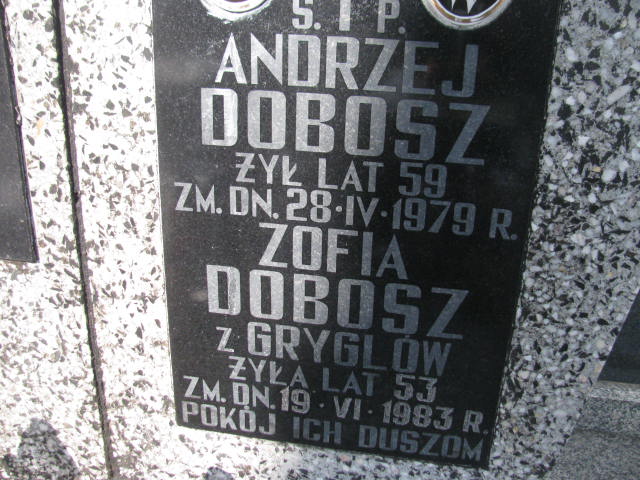 Ś. I P.
ANDRZEJ
DOBOSZ
ŻYŁ LAT 59
ZM. DN. 28·IV·1979 R.
ZOFIA
DOBOSZ
Z GRYGLÓW
ŻYŁA LAT 53
ZM. DN. 19·VI·1983 R.
POKÓJ ICH DUSZOM